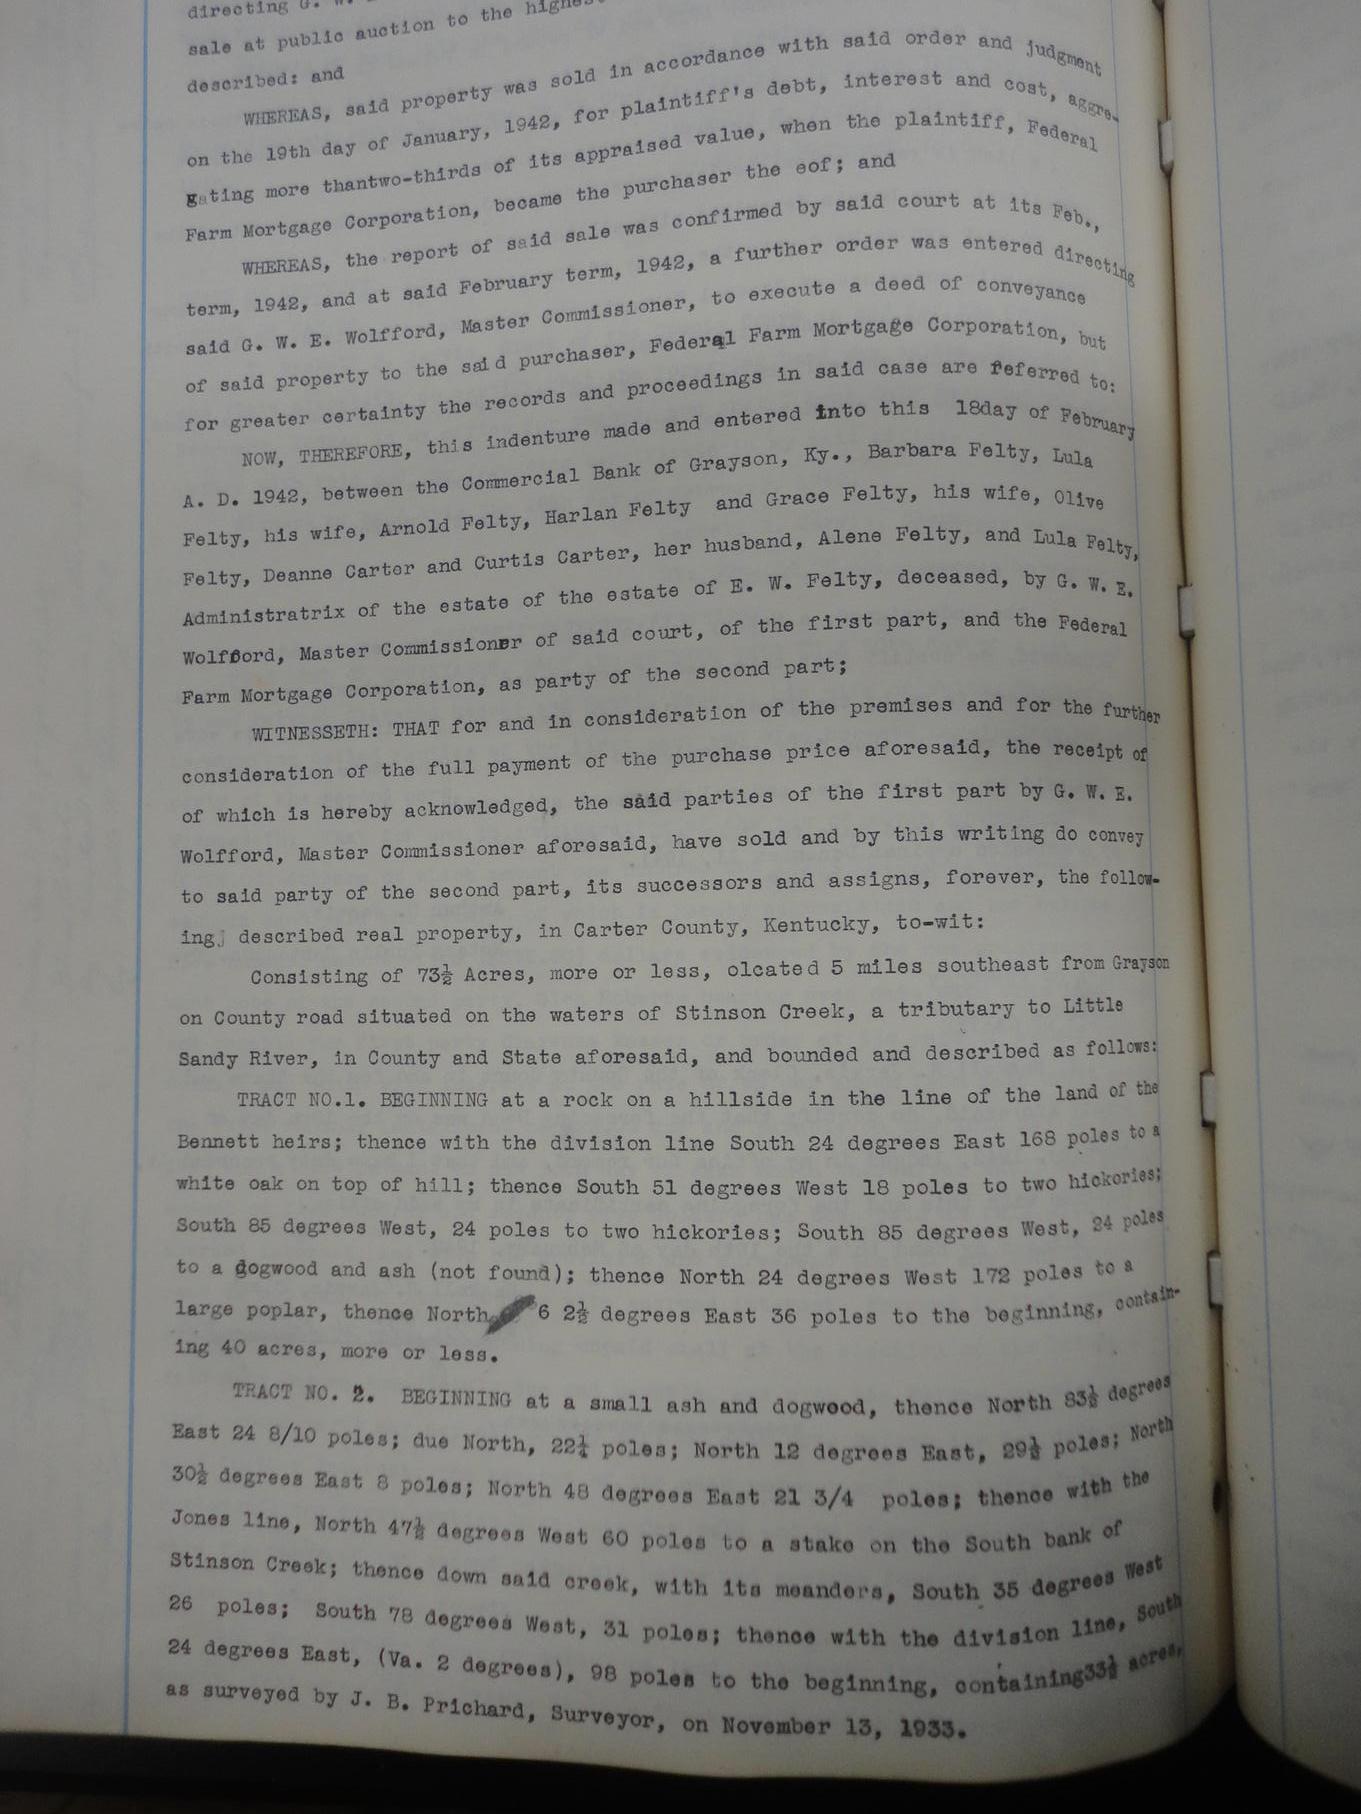 directing G. W.
sale at public auction to the highest
described: and
WHEREAS, said property was sold in accordance with said order and judgment
on the 19th day of January, 1942, for plaintiff's debt, interest and cost, aggre-
gating more thantwo-thirds of its appraised value, when the plaintiff, Federal
Farm Mortgage Corporation, became the purchaser the eof; and
WHEREAS, the report of said sale was confirmed by said court at its Feb.,
term, 1942, and at said February term, 1942, a further order was entered directing
said G. W. E. Wolfford, Master Commissioner, to execute a deed of conveyance
of said property to the said purchaser, Federal Farm Mortgage Corporation, but
for greater certainty the records and proceedings in said case are referred to:
NOW, THEREFORE, this indenture made and entered into this 18day of February
A. D. 1942, between the Commercial Bank of Grayson, Ky., Barbara Felty, Lula
Felty, his wife, Arnold Felty, Harlan Felty and Grace Felty, his wife, Olive
Felty, Deanne Carter and Curtis Carter, her husband, Alene Felty, and Lula Felty,
Administratrix of the estate of the estate of E. W. Felty, deceased, by G. W. E.
Wolfford, Master Commissioner of said court, of the first part, and the Federal
Farm Mortgage Corporation, as party of the second part;
WITNESSETH: THAT for and in consideration of the premises and for the further
consideration of the full payment of the purchase price aforesaid, the receipt of
of which is hereby acknowledged, the said parties of the first part by G. W. E.
Wolfford, Master Commissioner aforesaid, have sold and by this writing do convey
to said party of the second part, its successors and assigns, forever, the follow-
ing described real property, in Carter County, Kentucky, to-wit:
Consisting of 73½ Acres, more or less, olcated 5 miles southeast from Grayson
on County road situated on the waters of Stinson Creek, a tributary to Little
Sandy River, in County and State aforesaid, and bounded and described as follows:
TRACT NO.1. BEGINNING at a rock on a hillside in the line of the land of the
Bennett heirs; thence with the division line South 24 degrees East 168 poles to a
white oak on top of hill; thence South 51 degrees West 18 poles to two hickories;
South 85 degrees West, 24 poles to two hickories; South 85 degrees West, 24 poles
to a dogwood and ash (not found); thence North 24 degrees West 172 poles to a
large poplar, thence North 6 2½ degrees East 36 poles to the beginning, contain-
ing 40 acres, more or less.
TRACT NO. 2. BEGINNING at a small ash and dogwood, thence North 83½ degrees
East 24 8/10 poles; due North, 22¼ poles; North 12 degrees East, 29½ poles; North
30½ degrees East 8 poles; North 48 degrees East 21 3/4 poles; thence with the
Jones line, North 47½ degrees West 60 poles to a stake on the South bank of
Stinson Creek; thence down said creek, with its meanders, South 35 degrees West
26 poles; South 78 degrees West, 31 poles; thence with the division line, South
24 degrees East, (Va. 2 degrees), 98 poles to the beginning, containing33½ acres,
as surveyed by J. B. Prichard, Surveyor, on November 13, 1933.